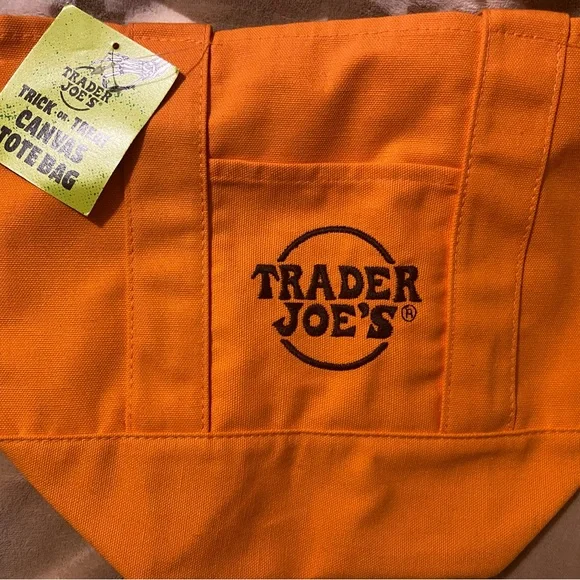 TRADER
JOE'S
TRICK-OR-TREAT
CANVAS
TOTE BAG
TRADER
JOE'S®